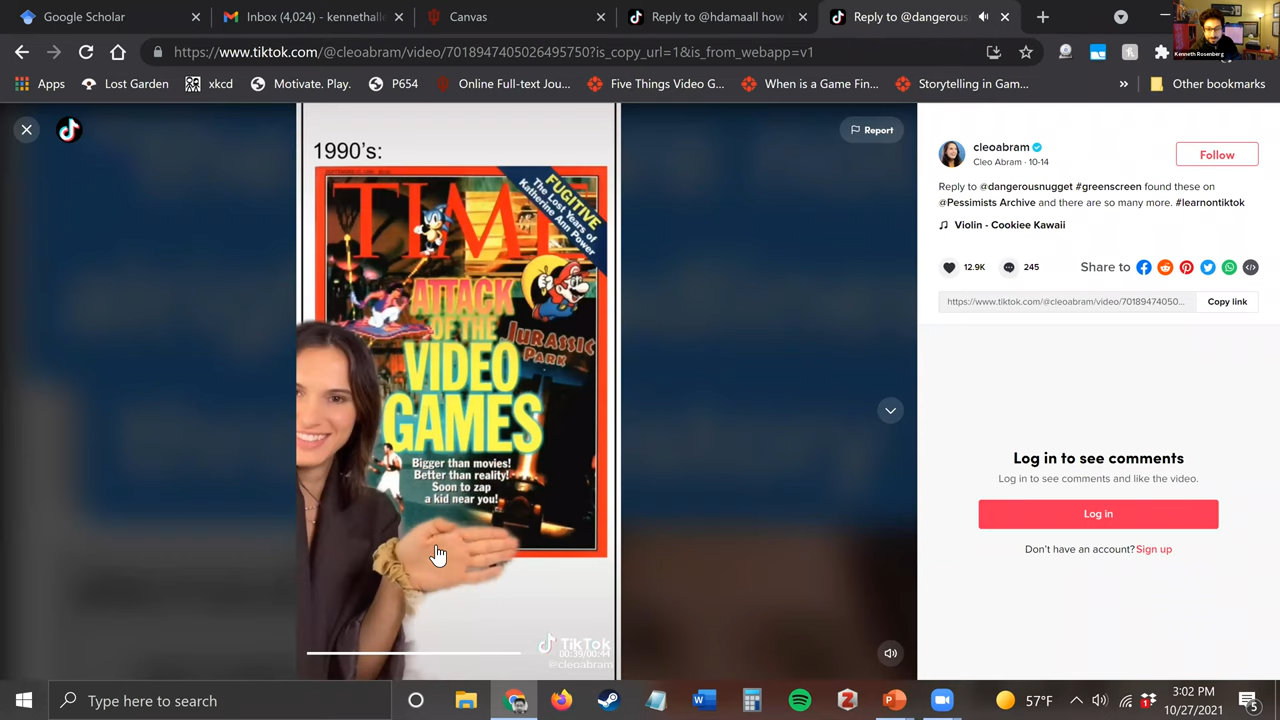 Google Scholar
Inbox (4,024) - kennethalle
Canvas
Reply to @hdamaall how
Reply to @dangerous
https://www.tiktok.com/@cleoabram/video/7018947405026495750?is_copy_url=1&is_from_webapp=v1
Kenneth Rosenberg
Apps
Lost Garden
xkcd
Motivate. Play.
P654
Online Full-text Jou...
Five Things Video G...
When is a Game Fin...
Storytelling in Gam...
»
Other bookmarks
Report
1990's:
TIME
FUGITIVE
The Lost Years of
Katherine Ann Power
ATTACK
OF THE
VIDEO
GAMES
JURASSIC
PARK
Bigger than movies!
Better than reality!
Soon to zap
a kid near you!
TikTok
00:39/00:44
@cleoabram
cleoabram
Cleo Abram · 10-14
Follow
Reply to @dangerousnugget #greenscreen found these on
@Pessimists Archive and there are so many more. #learnontiktok
Violin - Cookiee Kawaii
12.9K
245
Share to
https://www.tiktok.com/@cleoabram/video/70189474050...
Copy link
Log in to see comments
Log in to see comments and like the video.
Log in
Don't have an account? Sign up
Type here to search
57°F
1
3:02 PM
10/27/2021
5